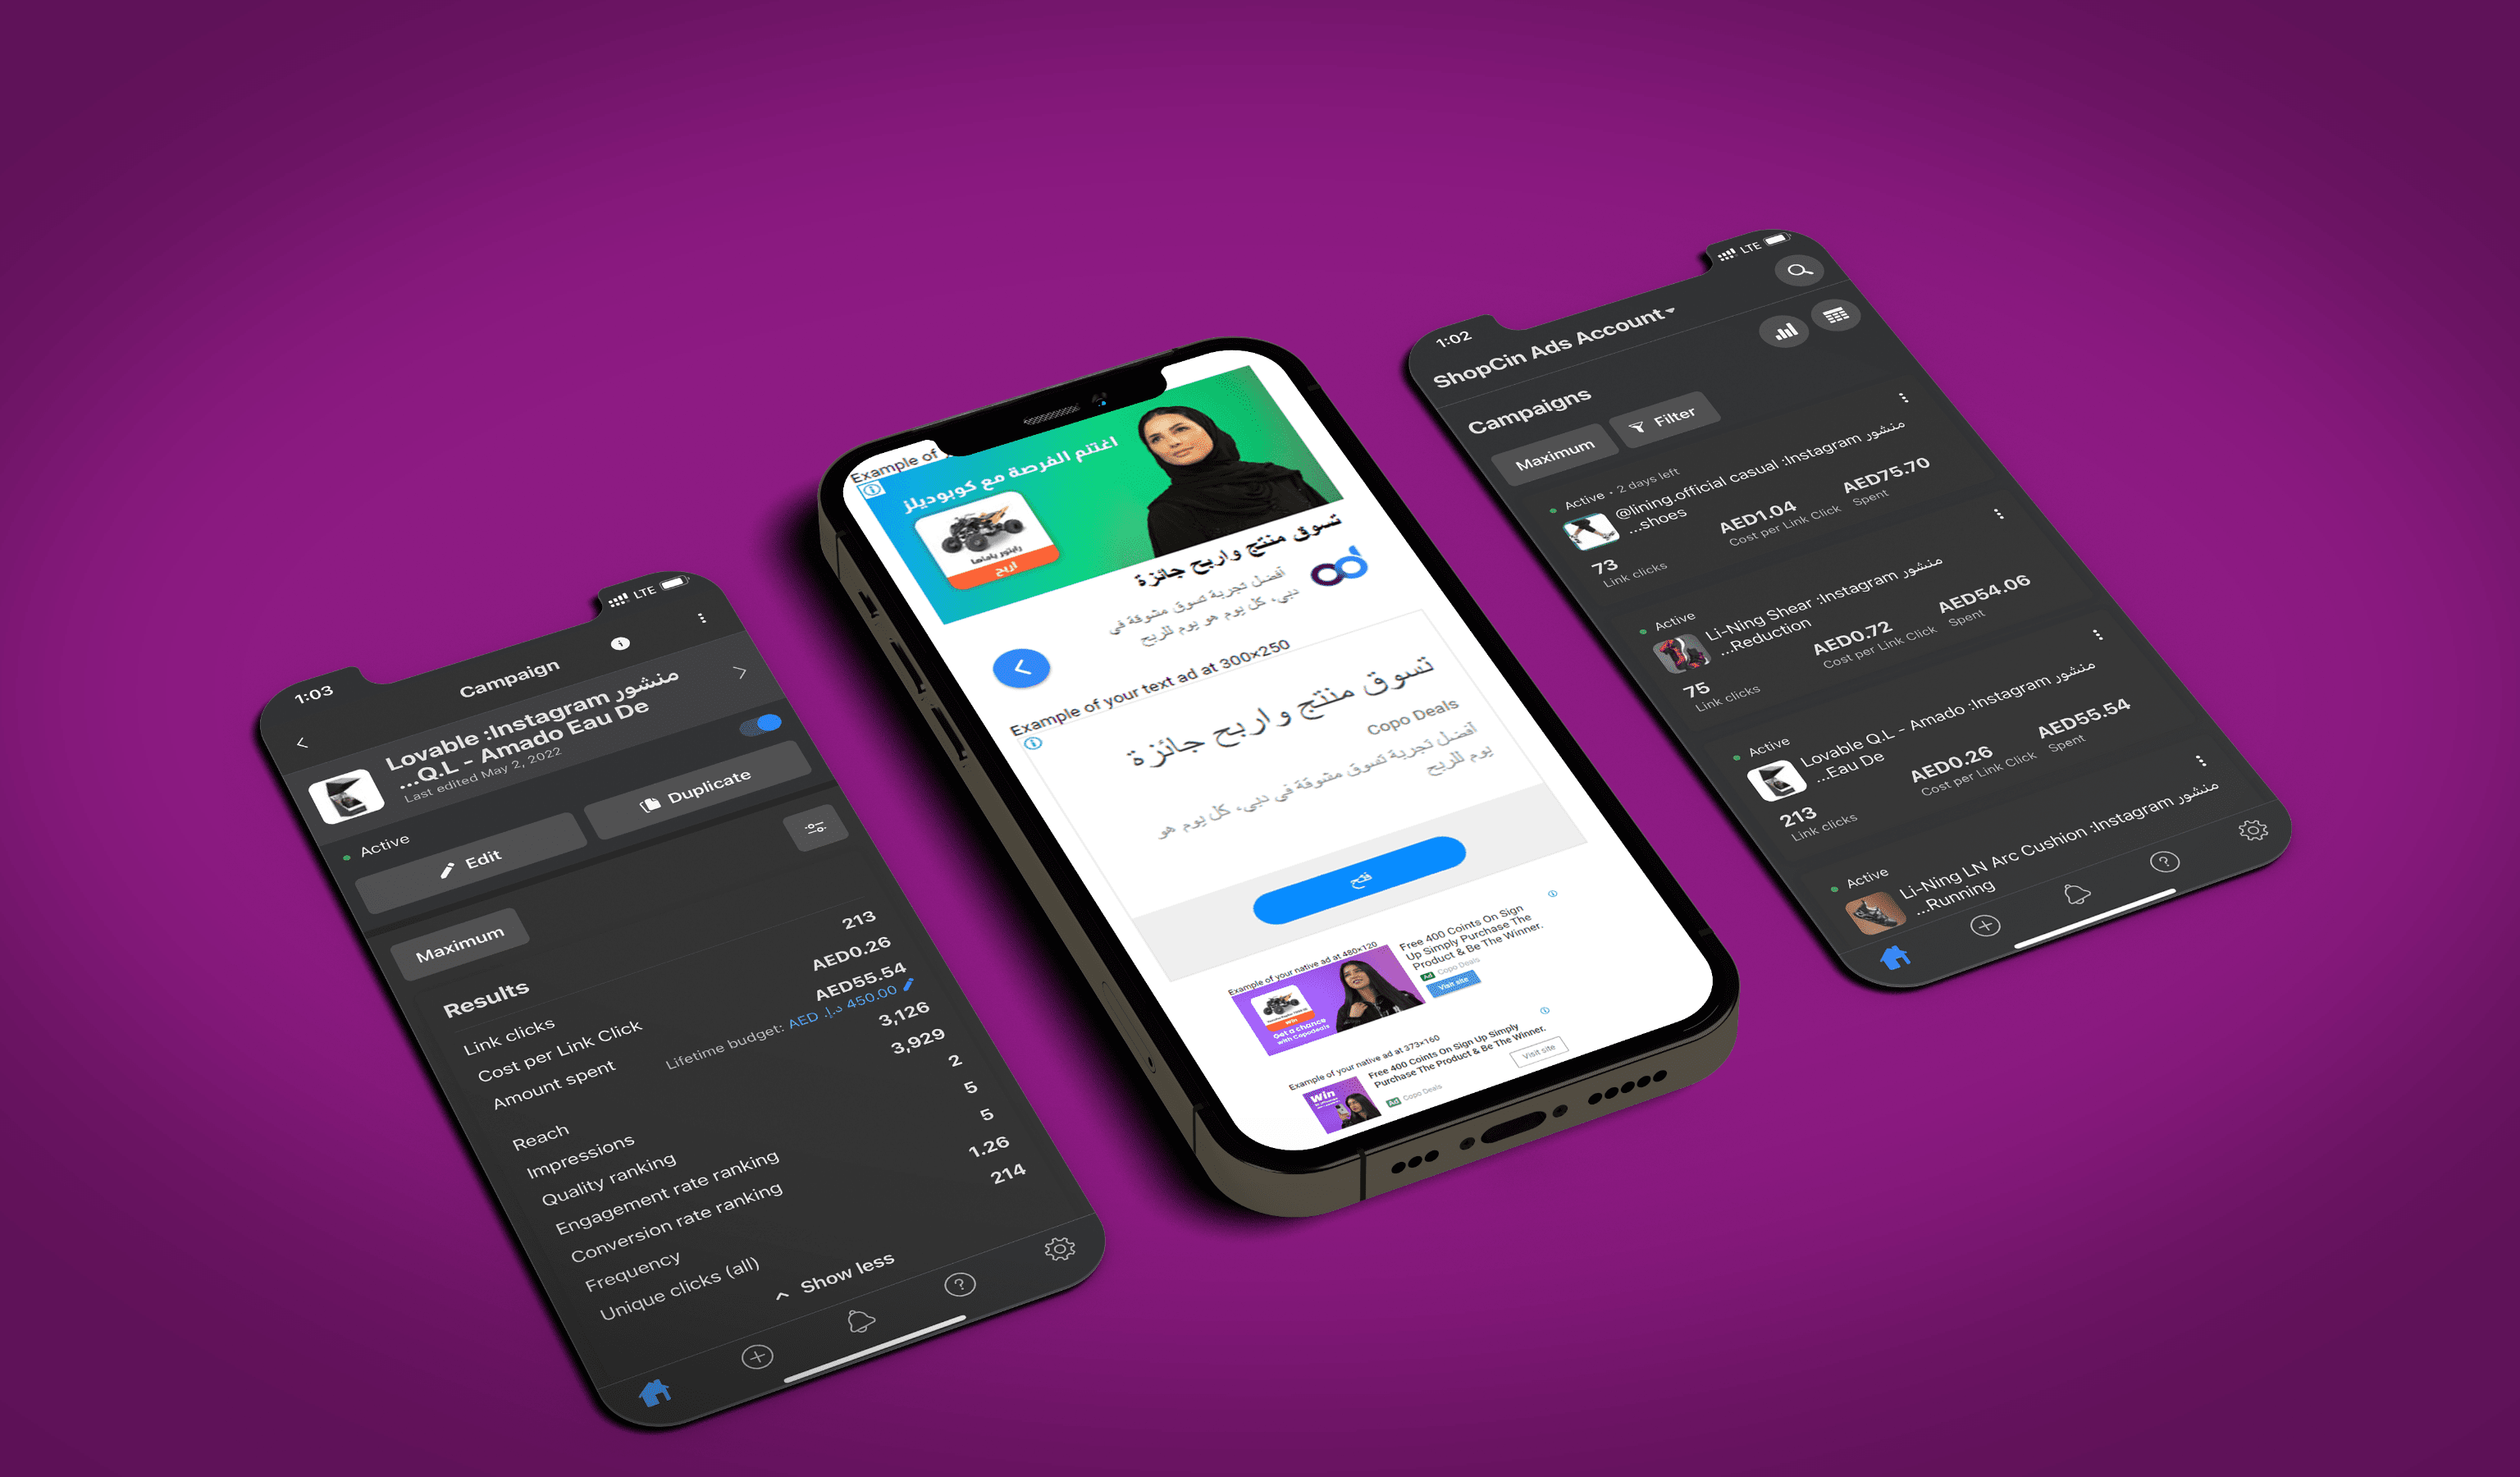 1:03
LTE
Campaign
Lovable :Instagram منشور
...Q.L - Amado Eau De
Last edited May 2, 2022
Active
Edit
Duplicate
Maximum
Results
Link clicks 213
Cost per Link Click AED0.26
Amount spent AED55.54
Lifetime budget: AED د.إ. 450.00
Reach 3,126
Impressions 3,929
Quality ranking 2
Engagement rate ranking 5
Conversion rate ranking 5
Frequency 1.26
Unique clicks (all) 214
Show less
Example of
اغتنم الفرصة مع كوبوديلز
رابتور ياماها
اربح
تسوق منتج واربح جائزة
أفضل تجربة تسوق مشوقة في
دبي، كل يوم هو يوم للربح
Example of your text ad at 300×250
تسوق منتج واربح جائزة
Copo Deals
أفضل تجربة تسوق مشوقة في دبي، كل يوم هو
يوم للربح
فتح
Example of your native ad at 480×120
Win
Get a chance
with Copodeals
Free 400 Coints On Sign
Up Simply Purchase The
Product & Be The Winner.
Ad Copo Deals
Visit site
Example of your native ad at 373×160
Win
Free 400 Coints On Sign Up Simply
Purchase The Product & Be The Winner.
Ad Copo Deals
Visit site
1:02
LTE
ShopCin Ads Account
Campaigns
Maximum
Filter
Active • 2 days left
@lining.official casual :Instagram منشور
...shoes
73
Link clicks
AED1.04
Cost per Link Click
AED75.70
Spent
Active
Li-Ning Shear :Instagram منشور
...Reduction
75
Link clicks
AED0.72
Cost per Link Click
AED54.06
Spent
Active
Lovable Q.L - Amado :Instagram منشور
...Eau De
213
Link clicks
AED0.26
Cost per Link Click
AED55.54
Spent
Active
Li-Ning LN Arc Cushion :Instagram منشور
...Running